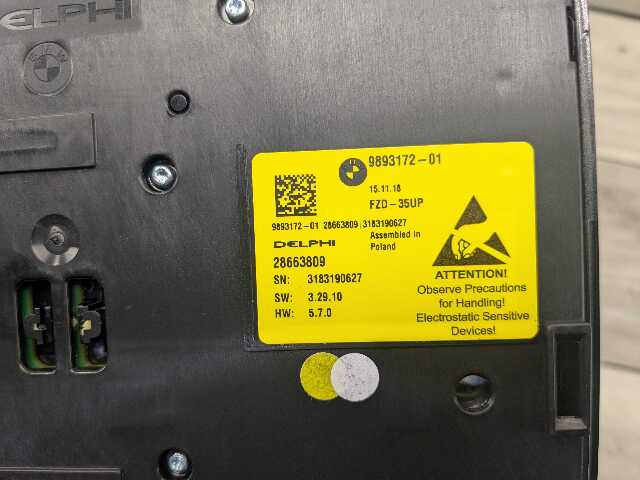 DELPHI
BMW
9893172-01
15.11.18
FZD-35UP
9893172-01 28663809 3183190627
DELPHI
Assembled in
Poland
28663809
SN: 3183190627
SW: 3.29.10
HW: 5.7.0
ATTENTION!
Observe Precautions
for Handling!
Electrostatic Sensitive
Devices!